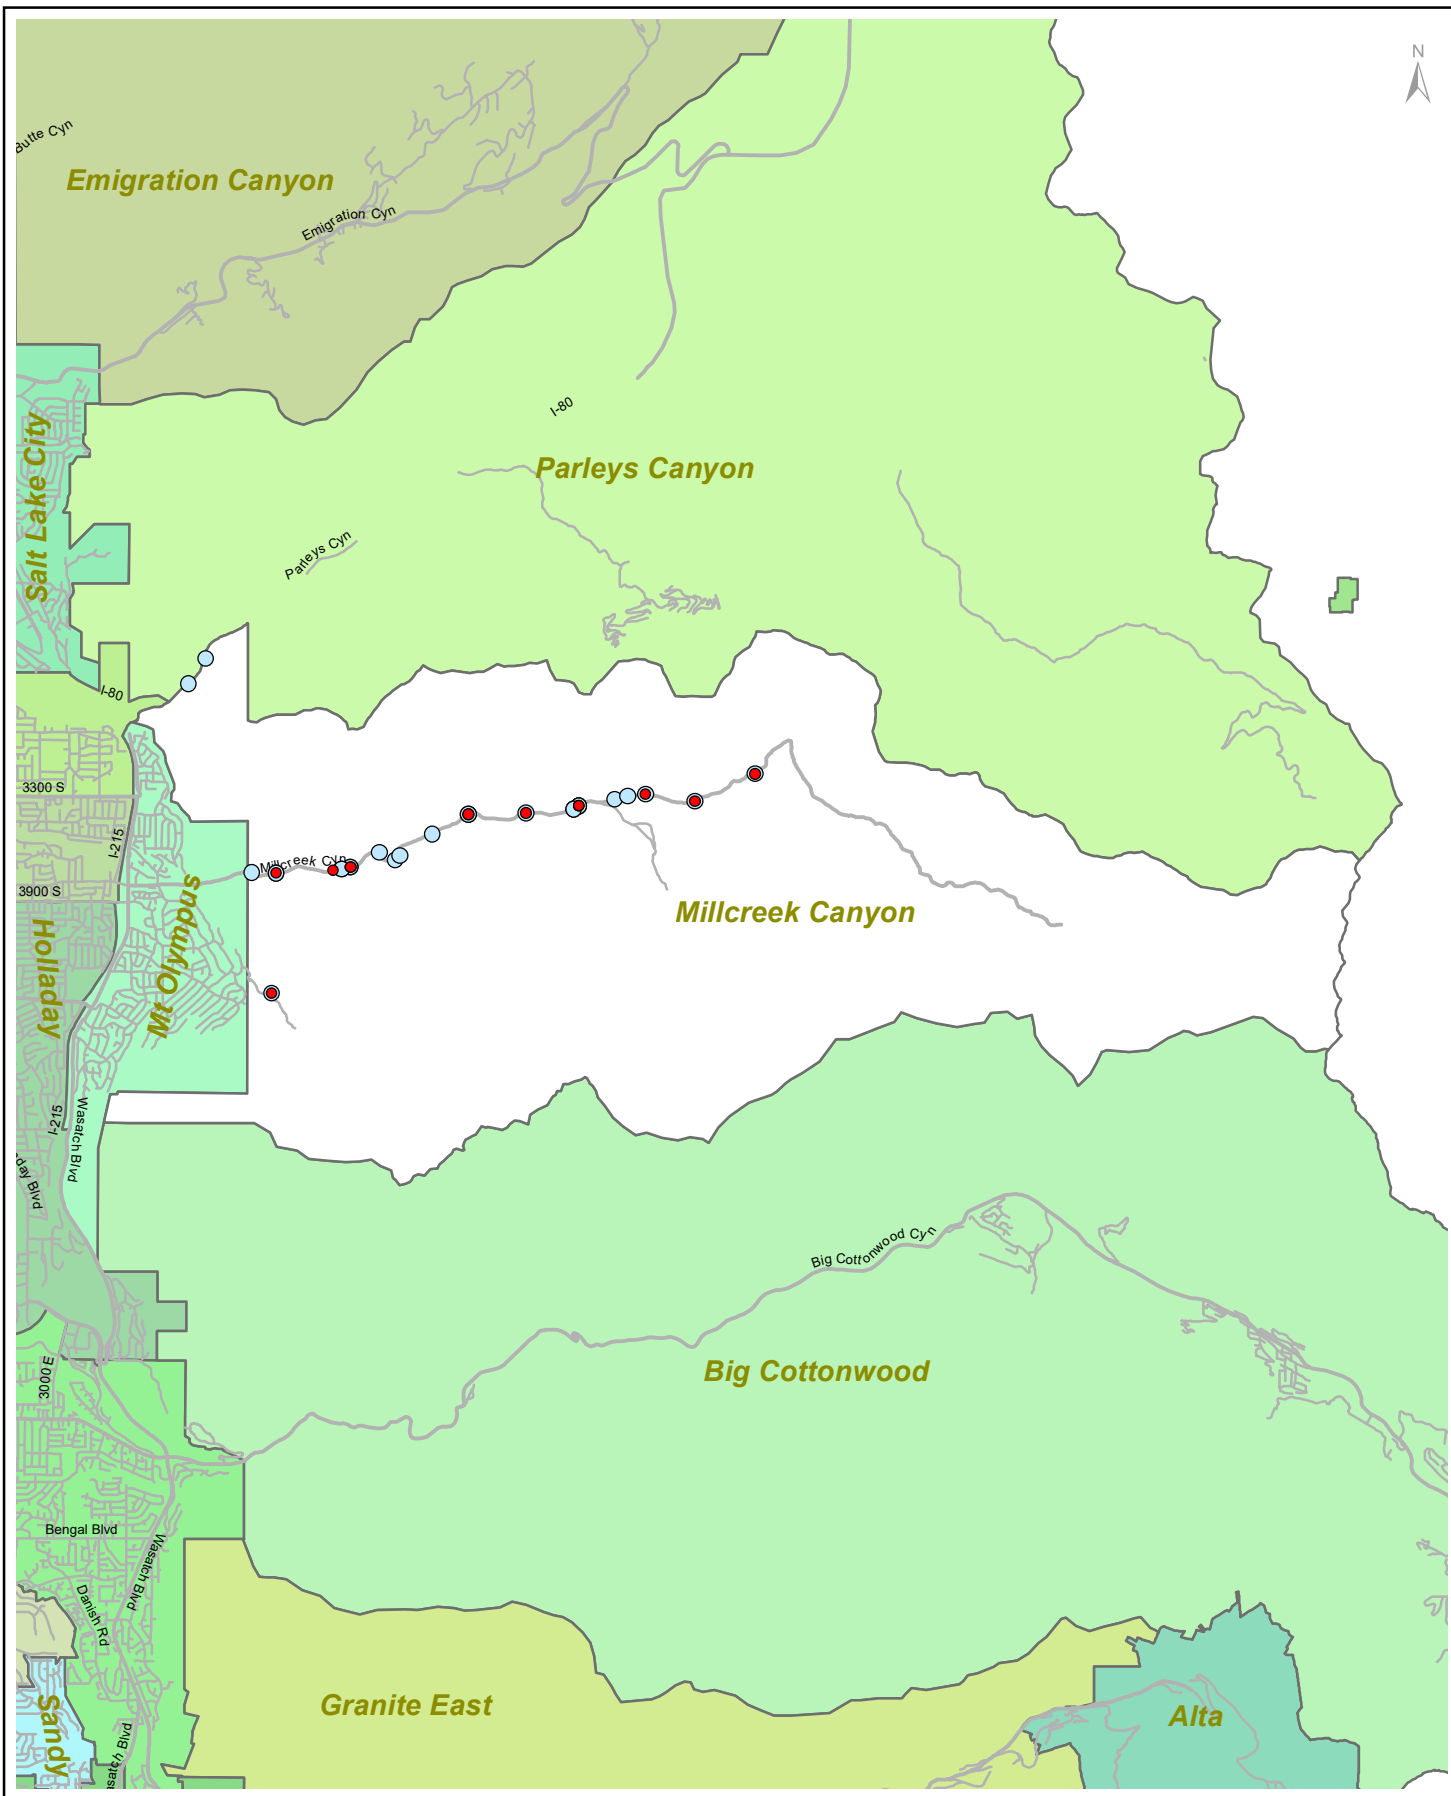 N
Butte Cyn
Emigration Canyon
Emigration Cyn
I-80
Salt Lake City
Parleys Canyon
Parleys Cyn
I-80
3300 S
I-215
Millcreek Cyn
3900 S
Millcreek Canyon
Holladay
Mt Olympus
I-215
Wasatch Blvd
day Blvd
Big Cottonwood Cyn
3000 E
Big Cottonwood
Bengal Blvd
Wasatch Blvd
Danish Rd
Granite East
Alta
Sandy
asatch Blvd